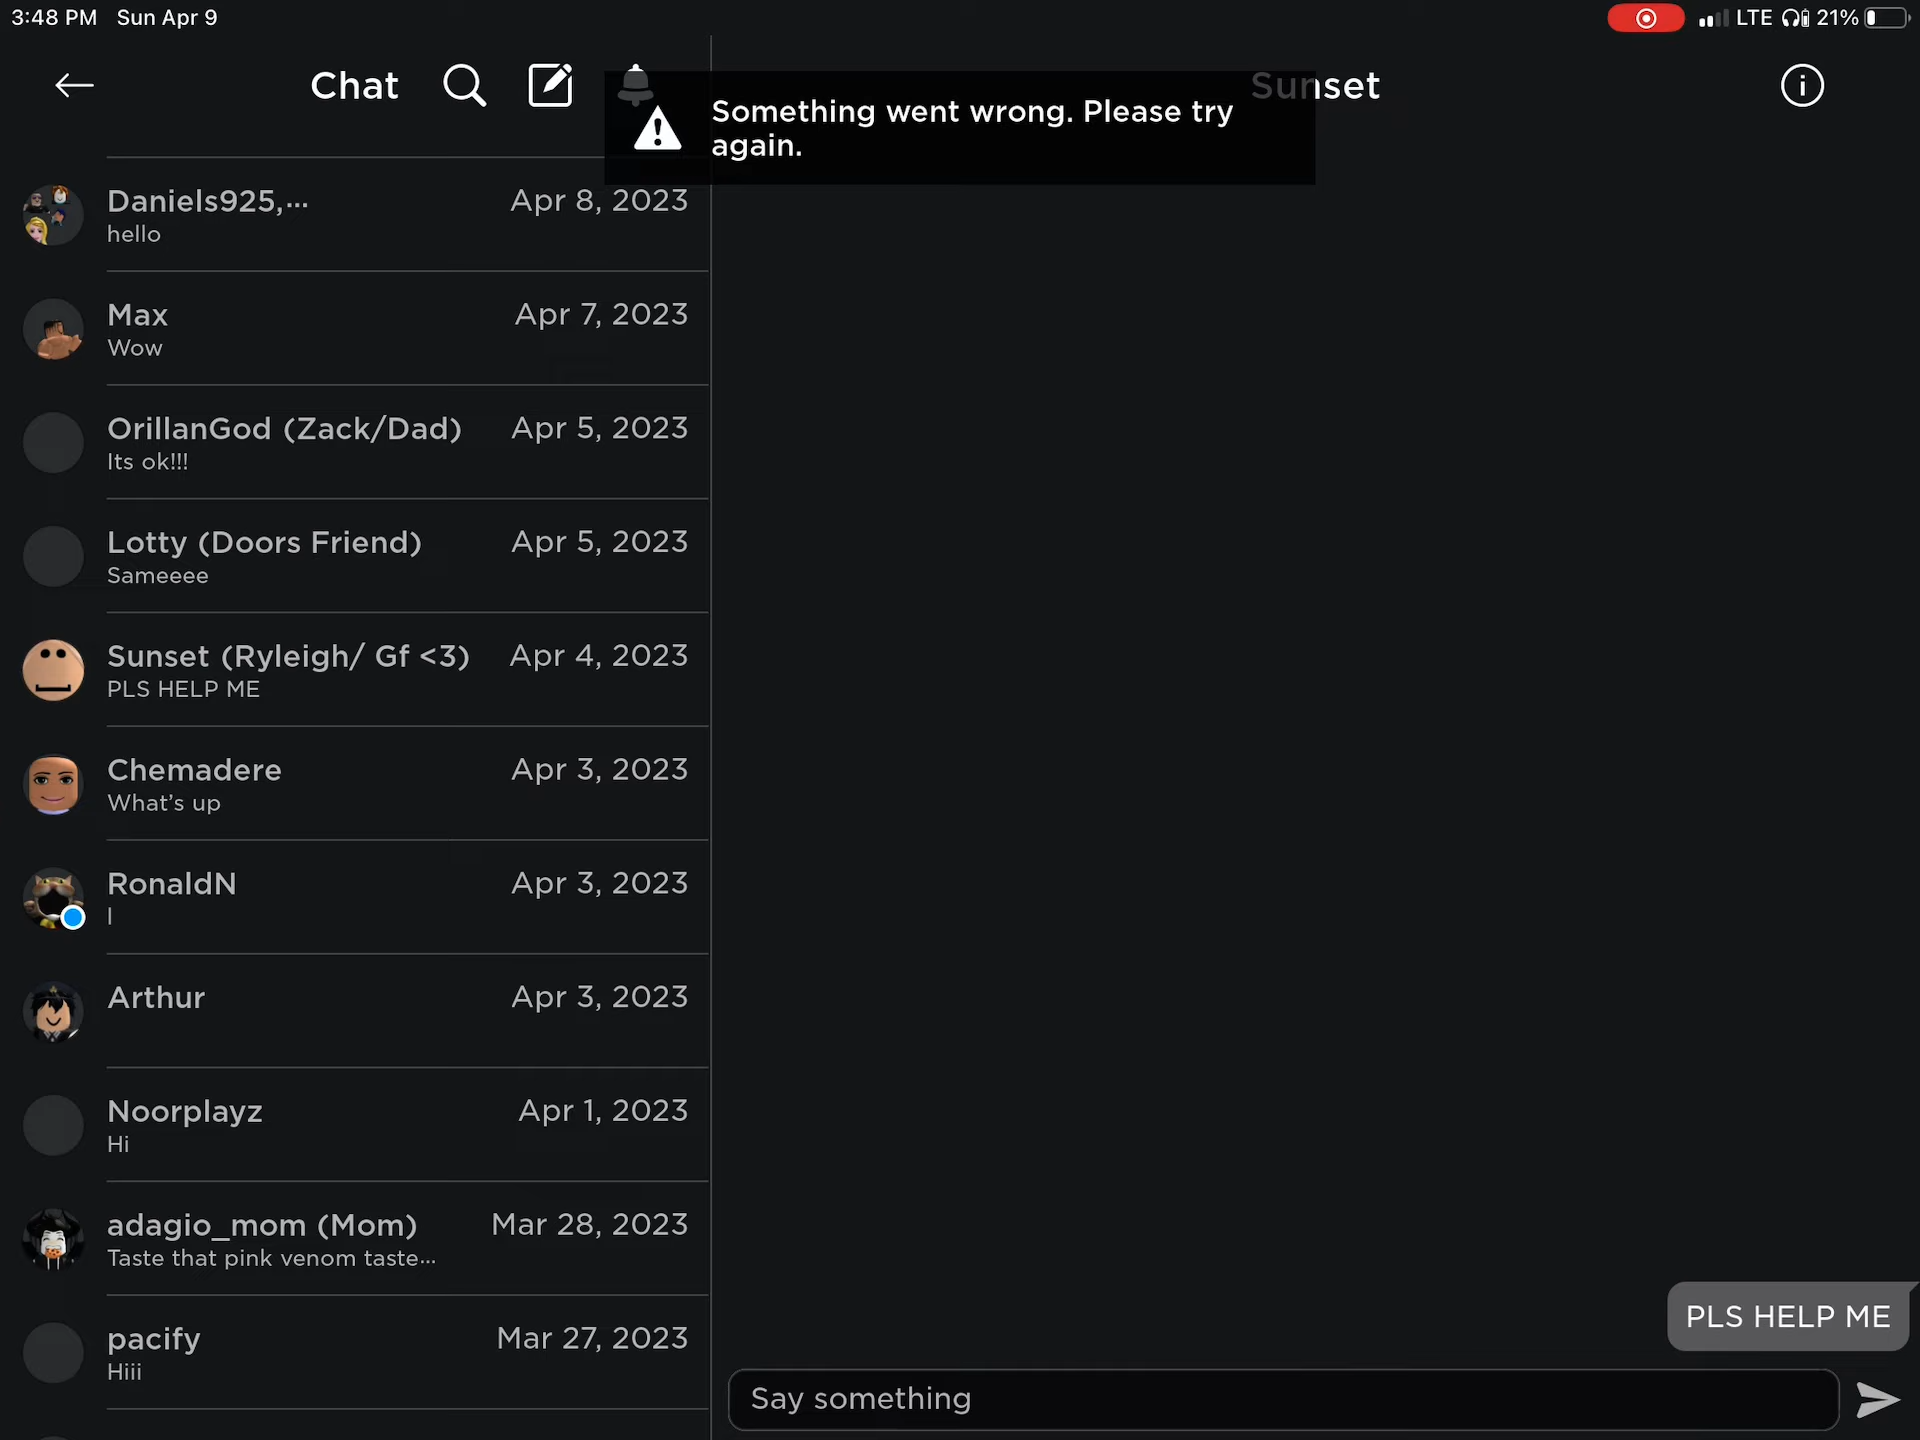 3:48 PM Sun Apr 9
LTE 21%
Chat
Sunset
Something went wrong. Please try
again.
Daniels925,... Apr 8, 2023
hello
Max Apr 7, 2023
Wow
OrillanGod (Zack/Dad) Apr 5, 2023
Its ok!!!
Lotty (Doors Friend) Apr 5, 2023
Sameeee
Sunset (Ryleigh/ Gf <3) Apr 4, 2023
PLS HELP ME
Chemadere Apr 3, 2023
What’s up
RonaldN Apr 3, 2023
I
Arthur Apr 3, 2023
Noorplayz Apr 1, 2023
Hi
adagio_mom (Mom) Mar 28, 2023
Taste that pink venom taste...
pacify Mar 27, 2023
Hiii
PLS HELP ME
Say something